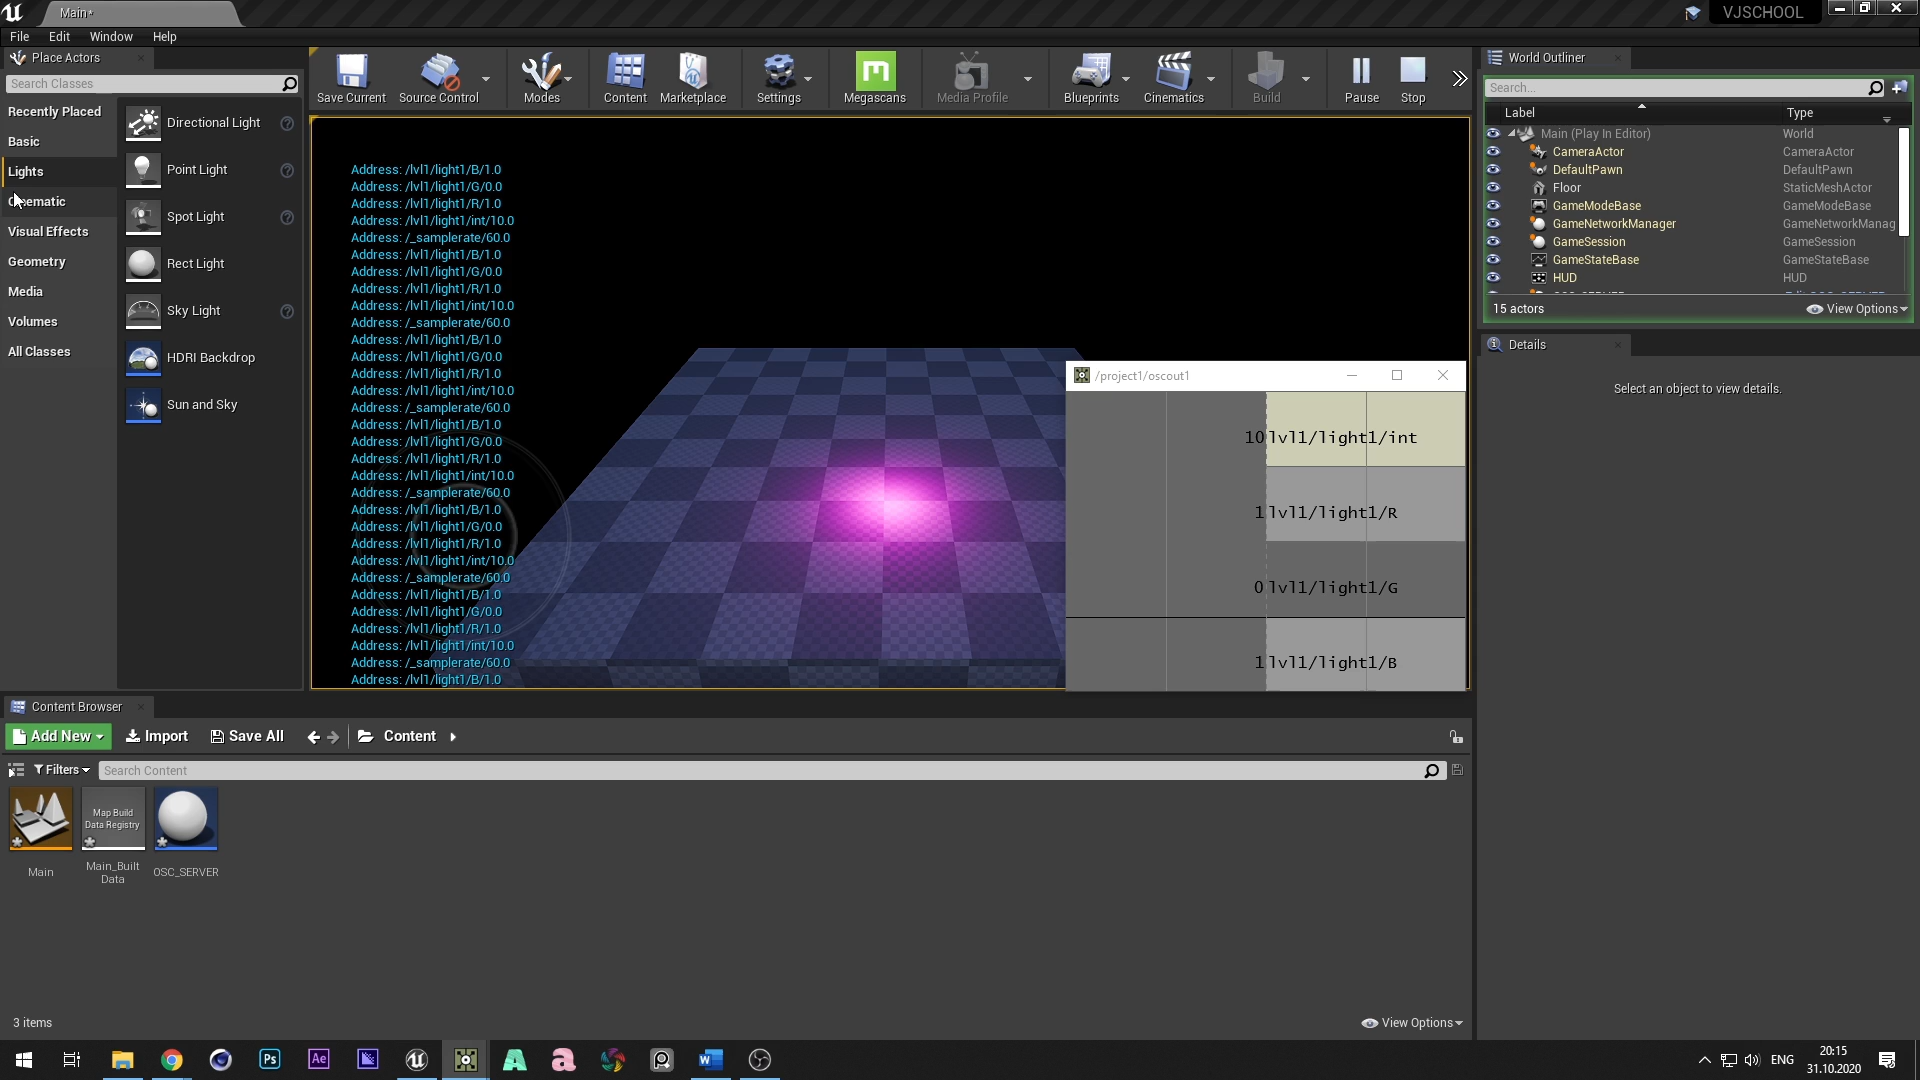 Main*
VJSCHOOL
File Edit Window Help
Place Actors
Search Classes
Recently Placed
Basic
Lights
Visual Effects
Geometry
Media
Volumes
All Classes
Directional Light
Point Light
Spot Light
Rect Light
Sky Light
HDRI Backdrop
Sun and Sky
Save Current Source Control Modes Content Marketplace Settings Megascans Media Profile Blueprints Cinematics Build Pause Stop
Address: /lvl1/light1/B/1.0
Address: /lvl1/light1/G/0.0
Address: /lvl1/light1/R/1.0
Address: /lvl1/light1/int/10.0
Address: /_samplerate/60.0
Address: /lvl1/light1/B/1.0
Address: /lvl1/light1/G/0.0
Address: /lvl1/light1/R/1.0
Address: /lvl1/light1/int/10.0
Address: /_samplerate/60.0
Address: /lvl1/light1/B/1.0
Address: /lvl1/light1/G/0.0
Address: /lvl1/light1/R/1.0
Address: /lvl1/light1/int/10.0
Address: /_samplerate/60.0
Address: /lvl1/light1/B/1.0
Address: /lvl1/light1/G/0.0
Address: /lvl1/light1/R/1.0
Address: /lvl1/light1/int/10.0
Address: /_samplerate/60.0
Address: /lvl1/light1/B/1.0
Address: /lvl1/light1/G/0.0
Address: /lvl1/light1/R/1.0
Address: /lvl1/light1/int/10.0
Address: /_samplerate/60.0
Address: /lvl1/light1/B/1.0
Address: /lvl1/light1/G/0.0
Address: /lvl1/light1/R/1.0
Address: /lvl1/light1/int/10.0
Address: /_samplerate/60.0
Address: /lvl1/light1/B/1.0
/project1/oscout1
10 lvl1/light1/int
1 lvl1/light1/R
0 lvl1/light1/G
1 lvl1/light1/B
World Outliner
Search...
Label Type
Main (Play In Editor) World
CameraActor CameraActor
DefaultPawn DefaultPawn
Floor StaticMeshActor
GameModeBase GameModeBase
GameNetworkManager GameNetworkManag
GameSession GameSession
GameStateBase GameStateBase
HUD HUD
15 actors View Options
Details
Select an object to view details.
Content Browser
Add New Import Save All Content
Filters Search Content
Map Build
Data Registry
Main
Main_Built
Data
OSC_SERVER
3 items View Options
Ps Ae
ENG
20:15
31.10.2020